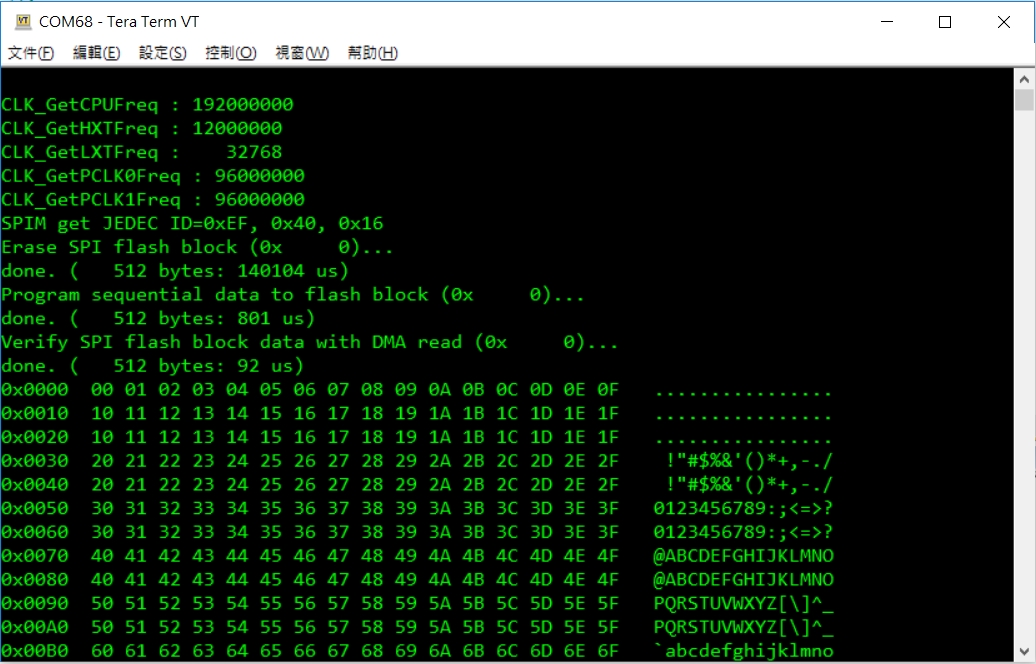 COM68 - Tera Term VT
文件(F) 編輯(E) 設定(S) 控制(O) 視窗(W) 幫助(H)
CLK_GetCPUFreq : 192000000
CLK_GetHXTFreq : 12000000
CLK_GetLXTFreq :    32768
CLK_GetPCLK0Freq : 96000000
CLK_GetPCLK1Freq : 96000000
SPIM get JEDEC ID=0xEF, 0x40, 0x16
Erase SPI flash block (0x     0)...
done. (   512 bytes: 140104 us)
Program sequential data to flash block (0x     0)...
done. (   512 bytes: 801 us)
Verify SPI flash block data with DMA read (0x     0)...
done. (   512 bytes: 92 us)
0x0000  00 01 02 03 04 05 06 07 08 09 0A 0B 0C 0D 0E 0F   ................
0x0010  10 11 12 13 14 15 16 17 18 19 1A 1B 1C 1D 1E 1F   ................
0x0020  10 11 12 13 14 15 16 17 18 19 1A 1B 1C 1D 1E 1F   ................
0x0030  20 21 22 23 24 25 26 27 28 29 2A 2B 2C 2D 2E 2F    !"#$%&'()*+,-./
0x0040  20 21 22 23 24 25 26 27 28 29 2A 2B 2C 2D 2E 2F    !"#$%&'()*+,-./
0x0050  30 31 32 33 34 35 36 37 38 39 3A 3B 3C 3D 3E 3F   0123456789:;<=>?
0x0060  30 31 32 33 34 35 36 37 38 39 3A 3B 3C 3D 3E 3F   0123456789:;<=>?
0x0070  40 41 42 43 44 45 46 47 48 49 4A 4B 4C 4D 4E 4F   @ABCDEFGHIJKLMNO
0x0080  40 41 42 43 44 45 46 47 48 49 4A 4B 4C 4D 4E 4F   @ABCDEFGHIJKLMNO
0x0090  50 51 52 53 54 55 56 57 58 59 5A 5B 5C 5D 5E 5F   PQRSTUVWXYZ[\]^_
0x00A0  50 51 52 53 54 55 56 57 58 59 5A 5B 5C 5D 5E 5F   PQRSTUVWXYZ[\]^_
0x00B0  60 61 62 63 64 65 66 67 68 69 6A 6B 6C 6D 6E 6F   `abcdefghijklmno